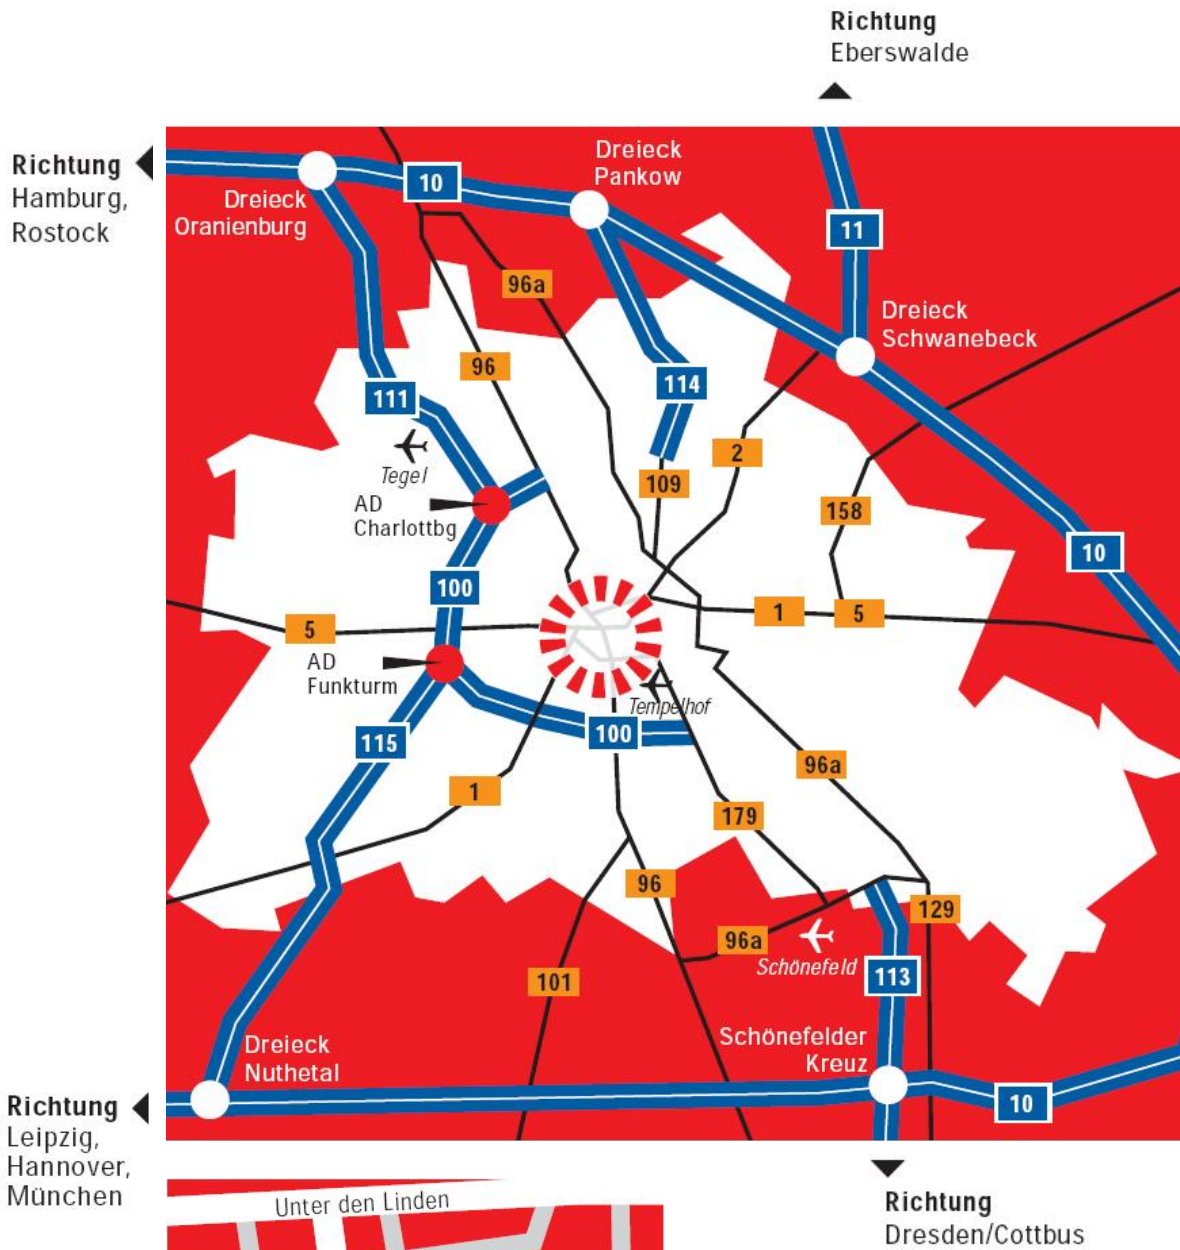 Richtung
Eberswalde
Richtung
Hamburg,
Rostock
Dreieck
Pankow
10
Dreieck
Oranienburg
11
96a
Dreieck
Schwanebeck
96
114
111
2
Tegel
109
AD
Charlottbg
158
10
100
1
5
5
AD
Funkturm
Tempelhof
100
115
96a
1
179
96
129
96a
Schönefeld
113
101
Schönefelder
Kreuz
Dreieck
Nuthetal
10
Richtung
Leipzig,
Hannover,
München
Unter den Linden
Richtung
Dresden/Cottbus